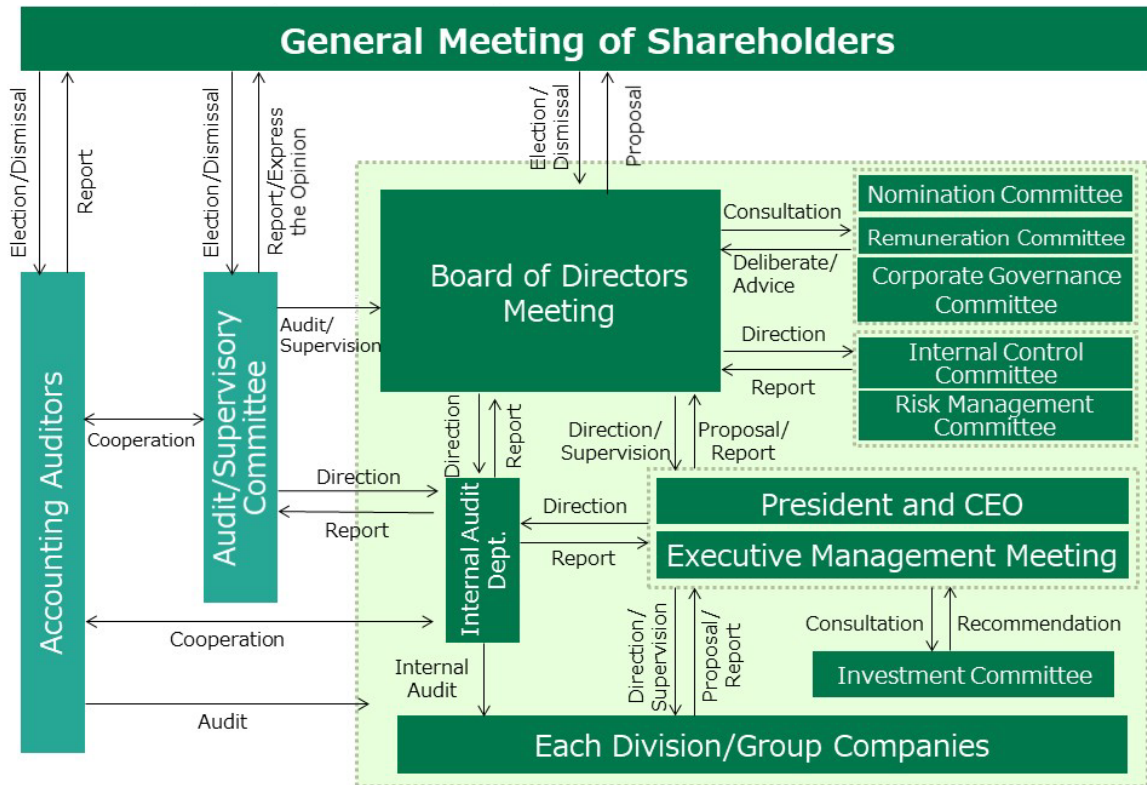 General Meeting of Shareholders
Election/Dismissal
Report
Election/Dismissal
Report/Express
the Opinion
Election/
Dismissal
Proposal
Nomination Committee
Remuneration Committee
Corporate Governance
Committee
Consultation
Deliberate/
Advice
Board of Directors
Meeting
Audit/
Supervision
Direction
Report
Internal Control
Committee
Risk Management
Committee
Accounting Auditors
Cooperation
Audit/Supervisory
Committee
Direction
Report
Direction/
Supervision
Proposal/
Report
Direction
Report
Internal Audit
Dept.
Direction
Report
President and CEO
Executive Management Meeting
Cooperation
Internal
Audit
Direction/
Supervision
Proposal/
Report
Consultation
Recommendation
Investment Committee
Audit
Each Division/Group Companies